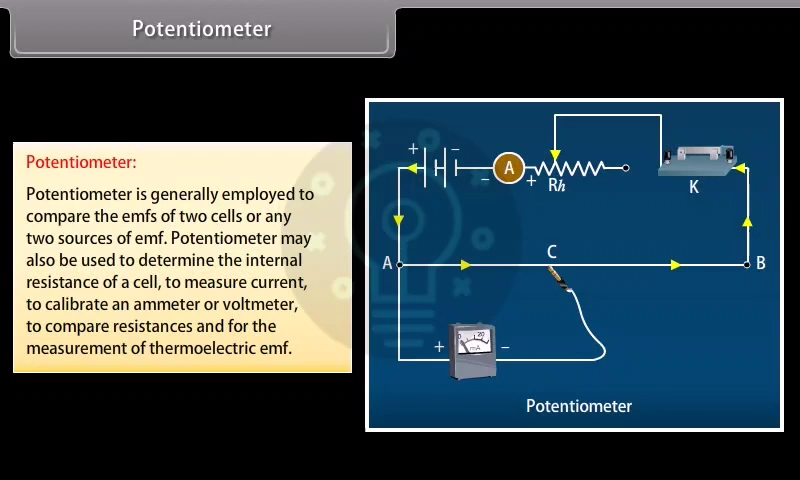 Potentiometer
Potentiometer:
Potentiometer is generally employed to
compare the emfs of two cells or any
two sources of emf. Potentiometer may
also be used to determine the internal
resistance of a cell, to measure current,
to calibrate an ammeter or voltmeter,
to compare resistances and for the
measurement of thermoelectric emf.
+ −
− A +
Rh
K
A
C
B
+ −
mA
Potentiometer